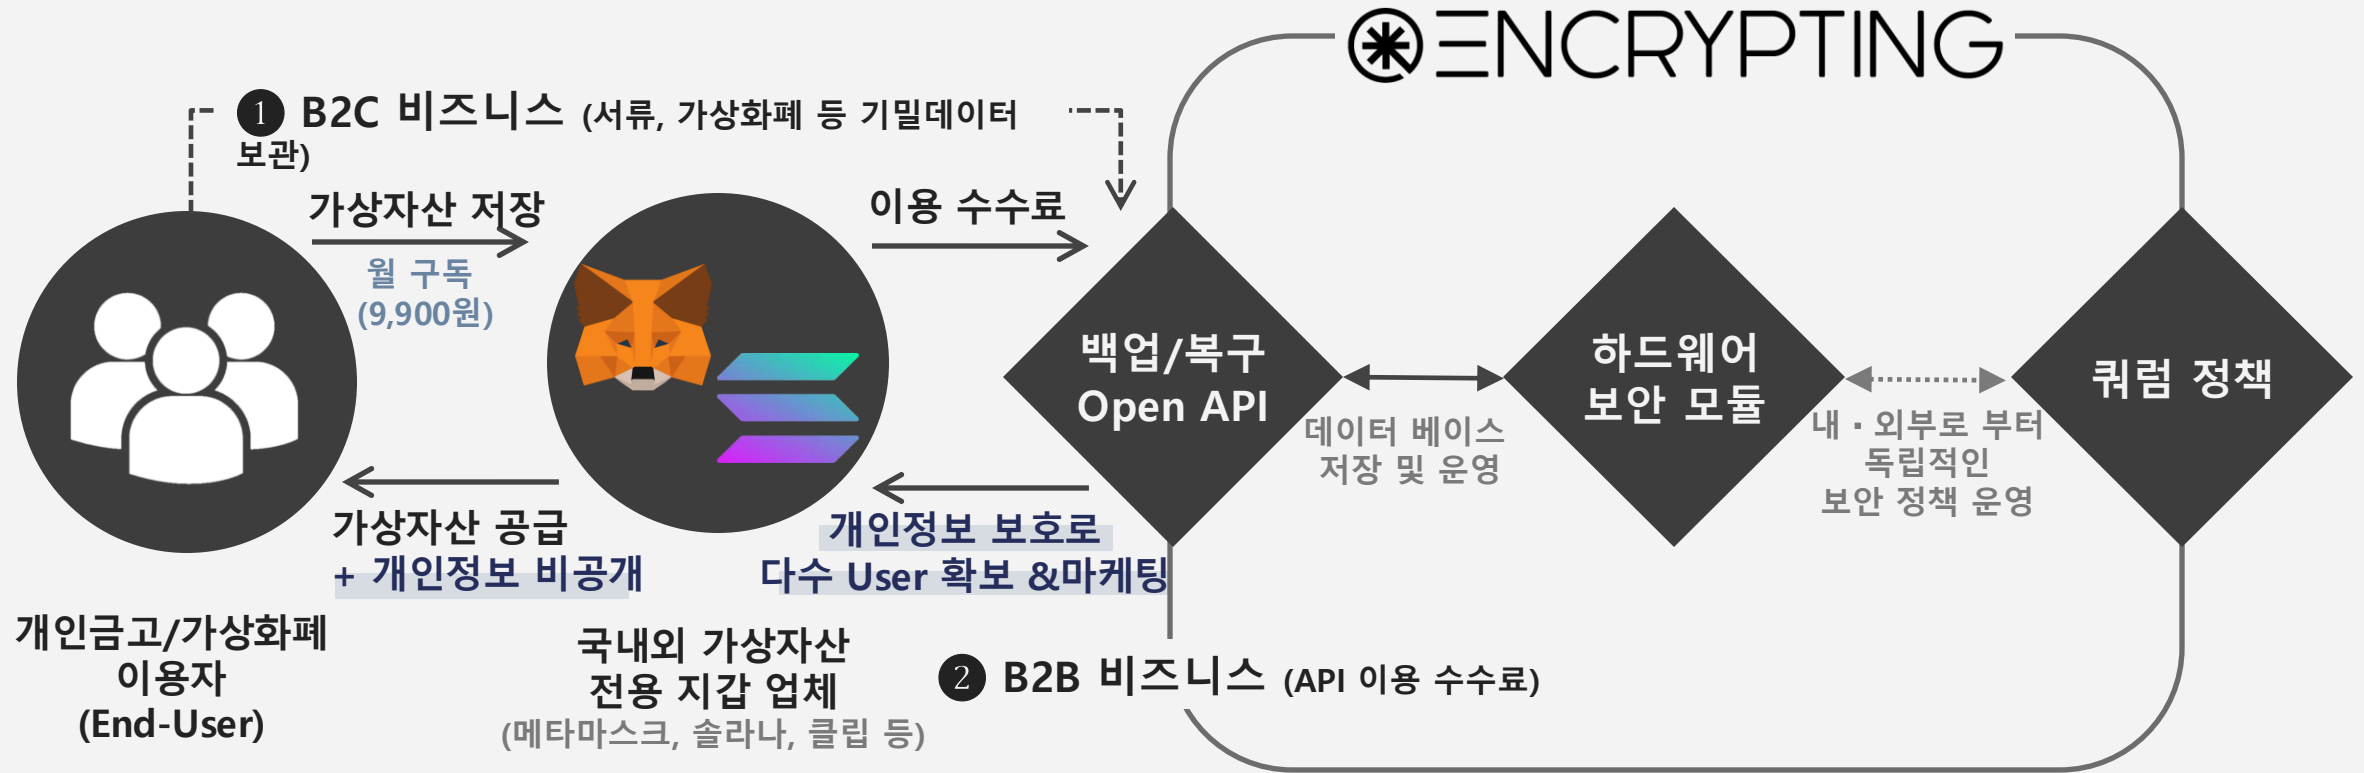 ENCRYPTING
❶ B2C 비즈니스 (서류, 가상화폐 등 기밀데이터
보관)
가상자산 저장
월 구독
(9,900원)
이용 수수료
백업/복구
Open API
하드웨어
보안 모듈
쿼럼 정책
데이터 베이스
저장 및 운영
내·외부로 부터
독립적인
보안 정책 운영
가상자산 공급
+ 개인정보 비공개
개인정보 보호로
다수 User 확보 &마케팅
개인금고/가상화폐
이용자
(End-User)
국내외 가상자산
전용 지갑 업체
(메타마스크, 솔라나, 클립 등)
❷ B2B 비즈니스 (API 이용 수수료)